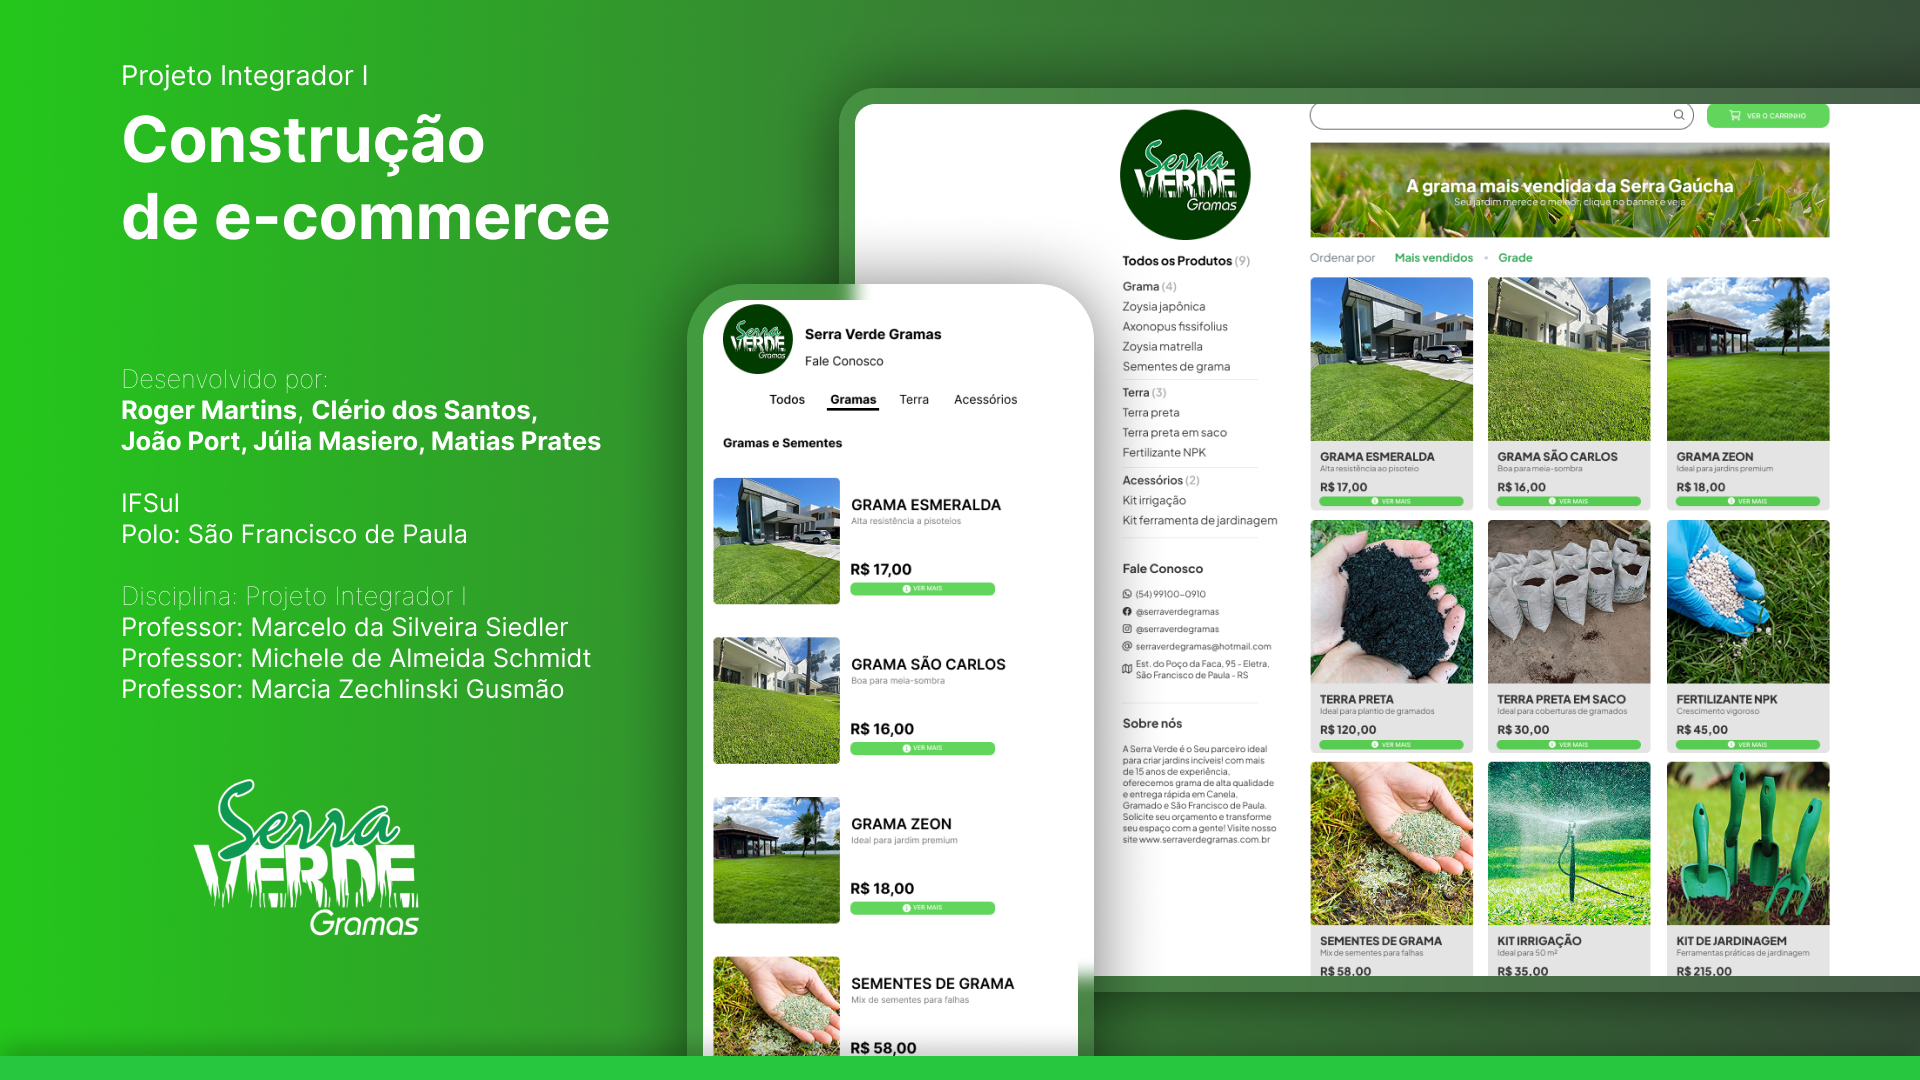 Projeto Integrador I
Construção
de e-commerce
Desenvolvido por:
Roger Martins, Clério dos Santos,
João Port, Júlia Masiero, Matias Prates
IFSul
Polo: São Francisco de Paula
Disciplina: Projeto Integrador I
Professor: Marcelo da Silveira Siedler
Professor: Michele de Almeida Schmidt
Professor: Marcia Zechlinski Gusmão
Serra
VERDE
Gramas
Serra
VERDE
Gramas
Serra Verde Gramas
Fale Conosco
Todos
Gramas
Terra
Acessórios
Gramas e Sementes
GRAMA ESMERALDA
Alta resistência a pisoteios
R$ 17,00
VER MAIS
GRAMA SÃO CARLOS
Boa para meia-sombra
R$ 16,00
VER MAIS
GRAMA ZEON
Ideal para jardim premium
R$ 18,00
VER MAIS
SEMENTES DE GRAMA
Mix de sementes para falhas
R$ 58,00
Serra
VERDE
Gramas
Todos os Produtos (9)
Grama (4)
Zoysia japônica
Axonopus fissifolius
Zoysia matrella
Sementes de grama
Terra (3)
Terra preta
Terra preta em saco
Fertilizante NPK
Acessórios (2)
Kit irrigação
Kit ferramenta de jardinagem
Fale Conosco
(54) 99100-0910
@serraverdegramas
@serraverdegramas
serraverdegramas@hotmail.com
Est. do Poço da Faca, 95 - Eletra,
São Francisco de Paula - RS
Sobre nós
A Serra Verde é o Seu parceiro ideal
para criar jardins incíveis! com mais
de 15 anos de experiência,
oferecemos grama de alta qualidade
e entrega rápida em Canela,
Gramado e São Francisco de Paula.
Solicite seu orçamento e transforme
seu espaço com a gente! Visite nosso
site www.serraverdegramas.com.br
VER O CARRINHO
A grama mais vendida da Serra Gaúcha
Seu jardim merece o melhor, clique no banner e veja
Ordenar por
Mais vendidos
•
Grade
GRAMA ESMERALDA
Alta resistência ao pisoteio
R$ 17,00
VER MAIS
GRAMA SÃO CARLOS
Boa para meia-sombra
R$ 16,00
VER MAIS
GRAMA ZEON
Ideal para jardins premium
R$ 18,00
VER MAIS
TERRA PRETA
Ideal para plantio de gramados
R$ 120,00
VER MAIS
TERRA PRETA EM SACO
Ideal para coberturas de gramados
R$ 30,00
VER MAIS
FERTILIZANTE NPK
Crescimento vigoroso
R$ 45,00
VER MAIS
SEMENTES DE GRAMA
Mix de sementes para falhas
R$ 58,00
KIT IRRIGAÇÃO
Ideal para 50 m²
R$ 35,00
KIT DE JARDINAGEM
Ferramentas práticas de jardinagem
R$ 215,00